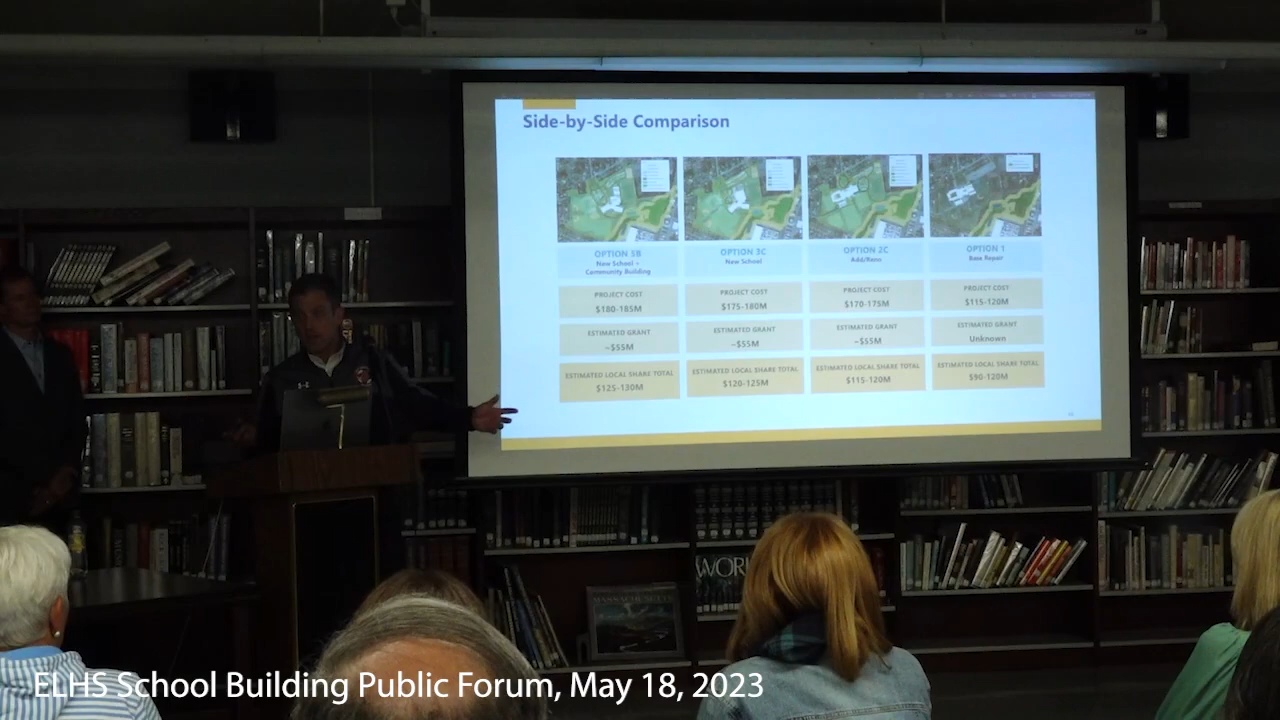 Side-by-Side Comparison
OPTION 3B
New School +
Community Building
OPTION 3C
New School
OPTION 2C
Add/Reno
OPTION 1
Base Repair
PROJECT COST
$180-185M
PROJECT COST
$175-180M
PROJECT COST
$170-175M
PROJECT COST
$115-120M
ESTIMATED GRANT
~$55M
ESTIMATED GRANT
~$55M
ESTIMATED GRANT
~$55M
ESTIMATED GRANT
Unknown
ESTIMATED LOCAL SHARE TOTAL
$125-130M
ESTIMATED LOCAL SHARE TOTAL
$120-125M
ESTIMATED LOCAL SHARE TOTAL
$115-120M
ESTIMATED LOCAL SHARE TOTAL
$90-120M
MASSACHUSETTS
ELHS School Building Public Forum, May 18, 2023